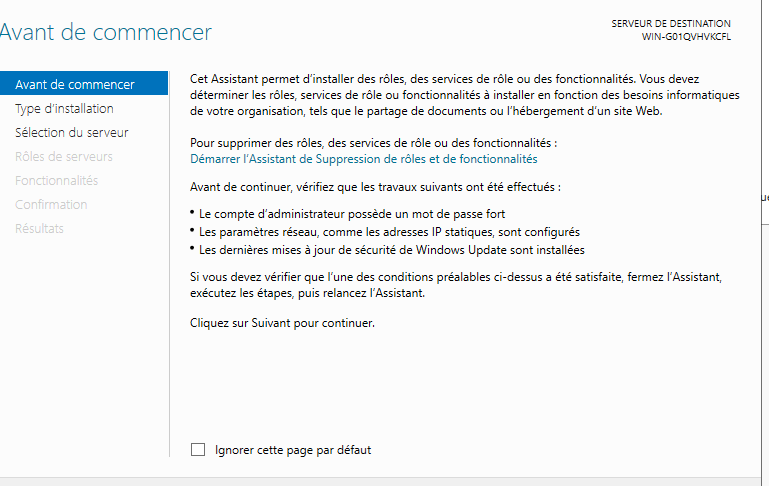 Avant de commencer
SERVEUR DE DESTINATION
WIN-G01QVHVKCFL
Avant de commencer
Type d'installation
Sélection du serveur
Rôles de serveurs
Fonctionnalités
Confirmation
Résultats
Cet Assistant permet d'installer des rôles, des services de rôle ou des fonctionnalités. Vous devez
déterminer les rôles, services de rôle ou fonctionnalités à installer en fonction des besoins informatiques
de votre organisation, tels que le partage de documents ou l'hébergement d'un site Web.
Pour supprimer des rôles, des services de rôle ou des fonctionnalités :
Démarrer l'Assistant de Suppression de rôles et de fonctionnalités
Avant de continuer, vérifiez que les travaux suivants ont été effectués :
• Le compte d'administrateur possède un mot de passe fort
• Les paramètres réseau, comme les adresses IP statiques, sont configurés
• Les dernières mises à jour de sécurité de Windows Update sont installées
Si vous devez vérifier que l'une des conditions préalables ci-dessus a été satisfaite, fermez l'Assistant,
exécutez les étapes, puis relancez l'Assistant.
Cliquez sur Suivant pour continuer.
Ignorer cette page par défaut